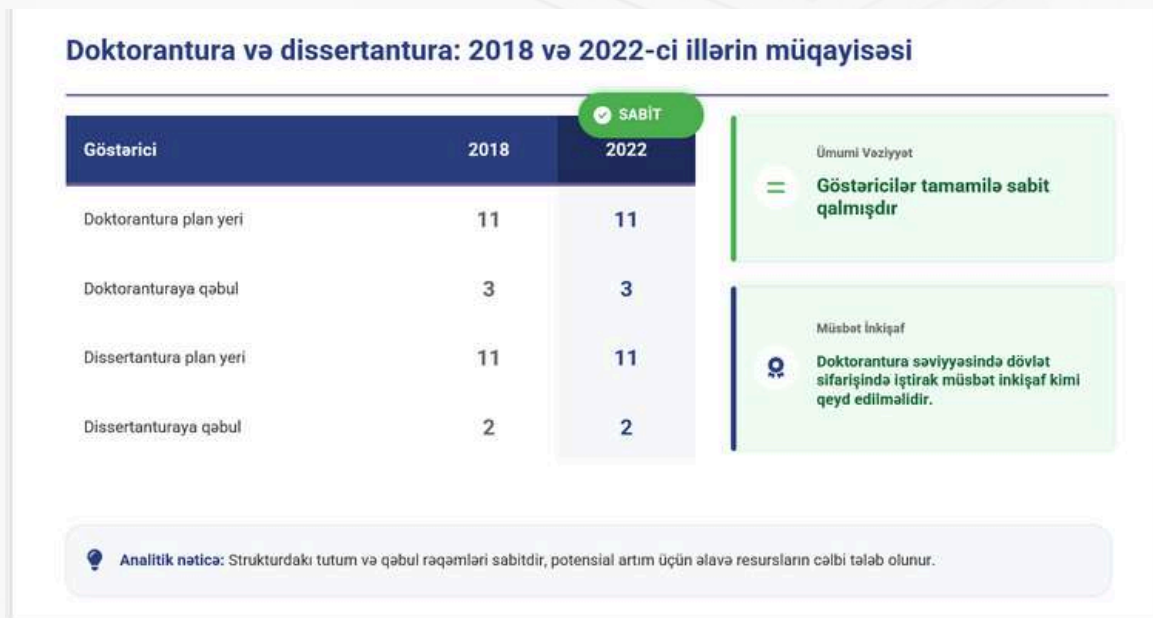 Doktorantura və dissertantura: 2018 və 2022-ci illərin müqayisəsi
SABİT
Göstərici 2018 2022
Doktorantura plan yeri 11 11
Doktoranturaya qəbul 3 3
Dissertantura plan yeri 11 11
Dissertanturaya qəbul 2 2
Ümumi Vəziyyət
Göstəricilər tamamilə sabit
qalmışdır
Müsbət İnkişaf
Doktorantura səviyyəsində dövlət
sifarişində iştirak müsbət inkişaf kimi
qeyd edilməlidir.
Analitik nəticə: Strukturdakı tutum və qəbul rəqəmləri sabitdir, potensial artım üçün əlavə resursların cəlbi tələb olunur.